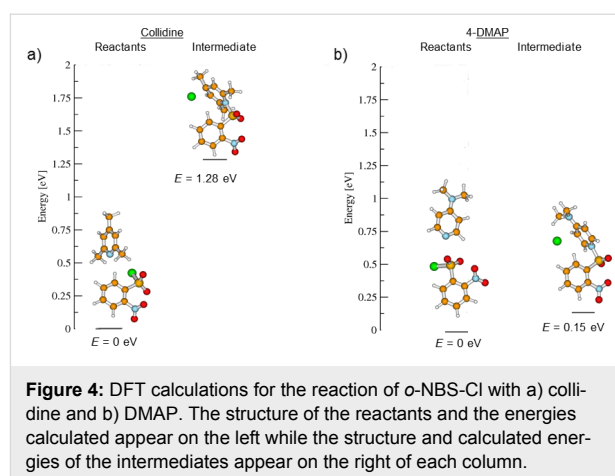 Collidine
a) Reactants Intermediate
2
1.75
1.5
1.25
1
0.75
0.5
0.25
0
Energy [eV]
E = 1.28 eV
E = 0 eV
4-DMAP
b) Reactants Intermediate
2
1.75
1.5
1.25
1
0.75
0.5
0.25
0
Energy [eV]
E = 0.15 eV
E = 0 eV
Figure 4: DFT calculations for the reaction of o-NBS-Cl with a) colli-
dine and b) DMAP. The structure of the reactants and the energies
calculated appear on the left while the structure and calculated ener-
gies of the intermediates appear on the right of each column.